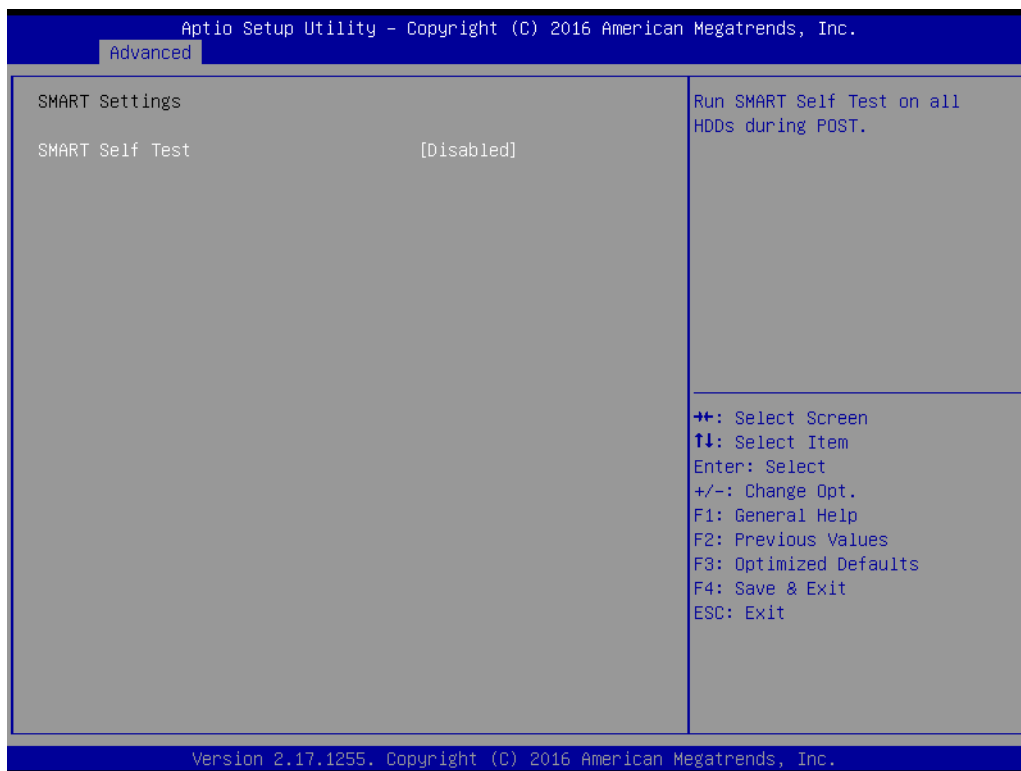 Aptio Setup Utility – Copyright (C) 2016 American Megatrends, Inc.
Advanced
SMART Settings
SMART Self Test [Disabled]
Run SMART Self Test on all
HDDs during POST.
→←: Select Screen
↑↓: Select Item
Enter: Select
+/-: Change Opt.
F1: General Help
F2: Previous Values
F3: Optimized Defaults
F4: Save & Exit
ESC: Exit
Version 2.17.1255. Copyright (C) 2016 American Megatrends, Inc.